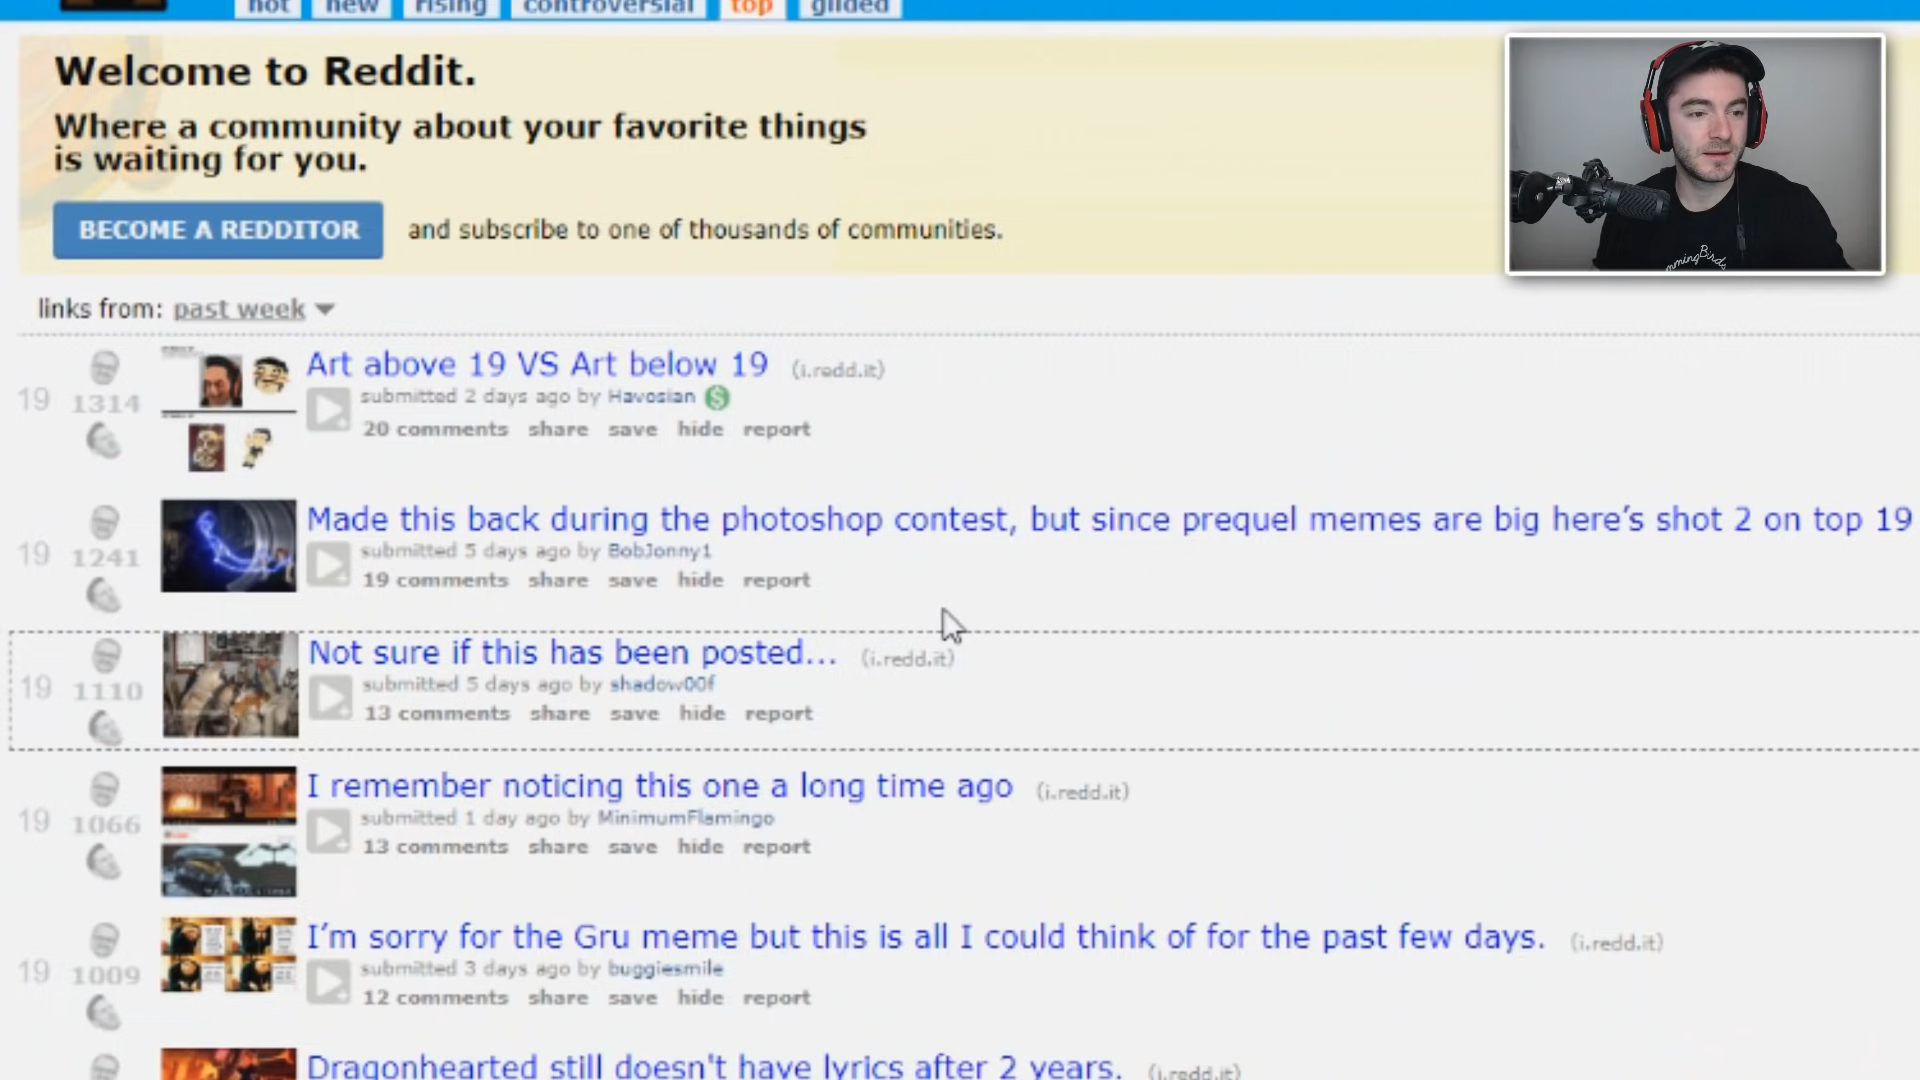 hot new rising controversial top gilded
Welcome to Reddit.
Where a community about your favorite things
is waiting for you.
BECOME A REDDITOR and subscribe to one of thousands of communities.
links from: past week
19 1314 Art above 19 VS Art below 19 (i.redd.it)
submitted 2 days ago by Havosian $
20 comments share save hide report
19 1241 Made this back during the photoshop contest, but since prequel memes are big here’s shot 2 on top 19
submitted 5 days ago by BobJonny1
19 comments share save hide report
19 1110 Not sure if this has been posted... (i.redd.it)
submitted 5 days ago by shadow00f
13 comments share save hide report
19 1066 I remember noticing this one a long time ago (i.redd.it)
submitted 1 day ago by MinimumFlamingo
13 comments share save hide report
19 1009 I’m sorry for the Gru meme but this is all I could think of for the past few days. (i.redd.it)
submitted 3 days ago by buggiesmile
12 comments share save hide report
Dragonhearted still doesn't have lyrics after 2 years. (i.redd.it)